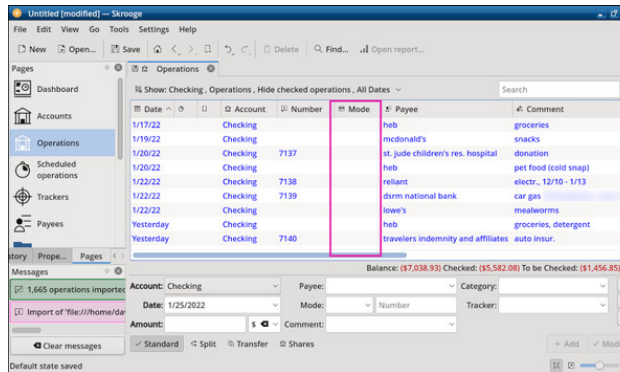 Untitled [modified] — Skrooge
File Edit View Go Tools Settings Help
New Open... Save Delete Find... Open report...
Pages Operations
Dashboard
Accounts
Operations
Scheduled
operations
Trackers
Payees
Show: Checking , Operations , Hide checked operations , All Dates Search
Date Account Number Mode Payee Comment
1/17/22 Checking heb groceries
1/19/22 Checking mcdonald's snacks
1/20/22 Checking 7137 st. jude children's res. hospital donation
1/20/22 Checking heb pet food (cold snap)
1/22/22 Checking 7138 reliant electr., 12/10 - 1/13
1/22/22 Checking 7139 dsrm national bank car gas
1/22/22 Checking lowe's mealworms
Yesterday Checking heb groceries, detergent
Yesterday Checking 7140 travelers indemnity and affiliates auto insur.
story Prope... Pages
Balance: ($7,038.93) Checked: ($5,582.08) To be Checked: ($1,456.85)
Messages
1,665 operations imported
Import of 'file:///home/dav
Clear messages
Account: Checking Payee: Category:
Date: 1/25/2022 Mode: Number Tracker:
Amount: $ Comment:
Standard Split Transfer Shares + Add Modi
Default state saved